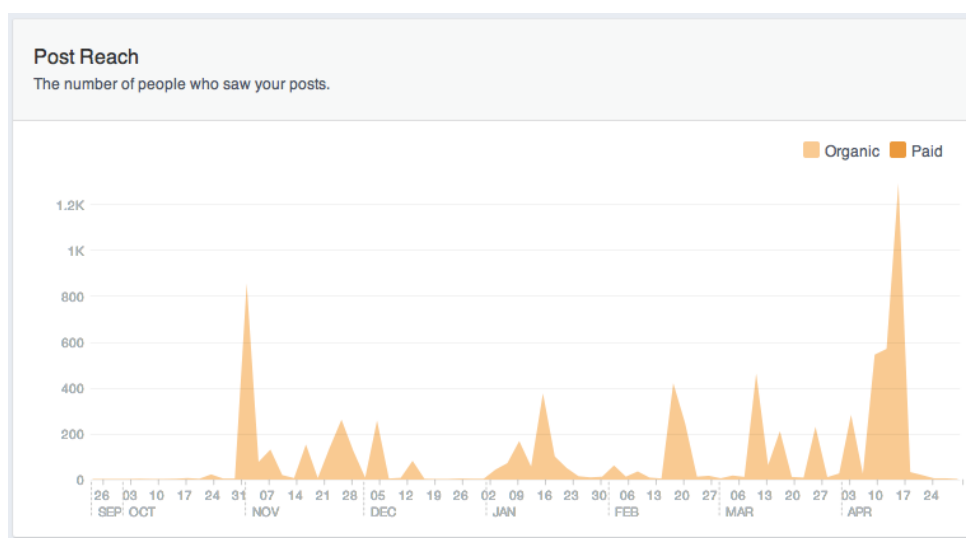 Post Reach
The number of people who saw your posts.
Organic Paid
1.2K
1K
800
600
400
200
0
26 03 10 17 24 31 07 14 21 28 05 12 19 26 02 09 16 23 30 06 13 20 27 06 13 20 27 03 10 17 24
SEP OCT NOV DEC JAN FEB MAR APR